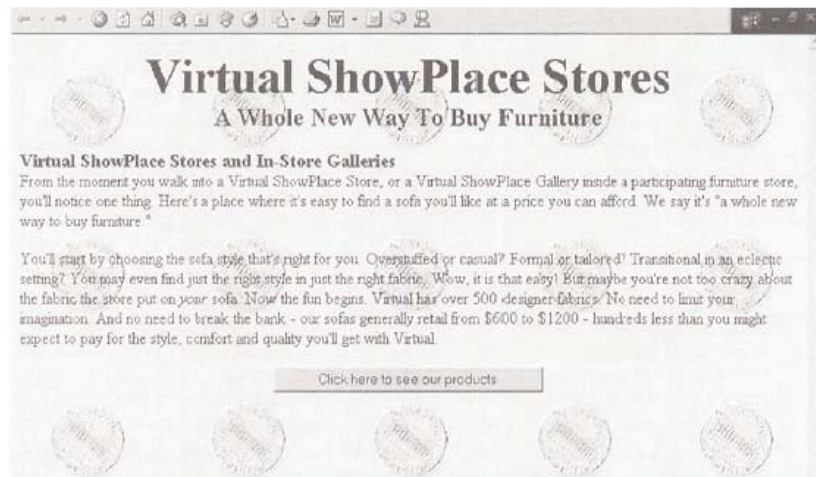 Virtual ShowPlace Stores
A Whole New Way To Buy Furniture
Virtual ShowPlace Stores and In-Store Galleries
From the moment you walk into a Virtual ShowPlace Store, or a Virtual ShowPlace Gallery inside a participating furniture store,
you'll notice one thing. Here's a place where it's easy to find a sofa you'll like at a price you can afford. We say it's "a whole new
way to buy furniture."
You'll start by choosing the sofa style that's right for you. Overstuffed or casual? Formal or tailored? Transitional in an eclectic
setting? You may even find just the right style in just the right fabric. Wow, it is that easy! But maybe you're not too crazy about
the fabric the store put on your sofa. Now the fun begins. Virtual has over 500 designer fabrics. No need to limit your
imagination. And no need to break the bank - our sofas generally retail from $600 to $1200 - hundreds less than you might
expect to pay for the style, comfort and quality you'll get with Virtual.
Click here to see our products